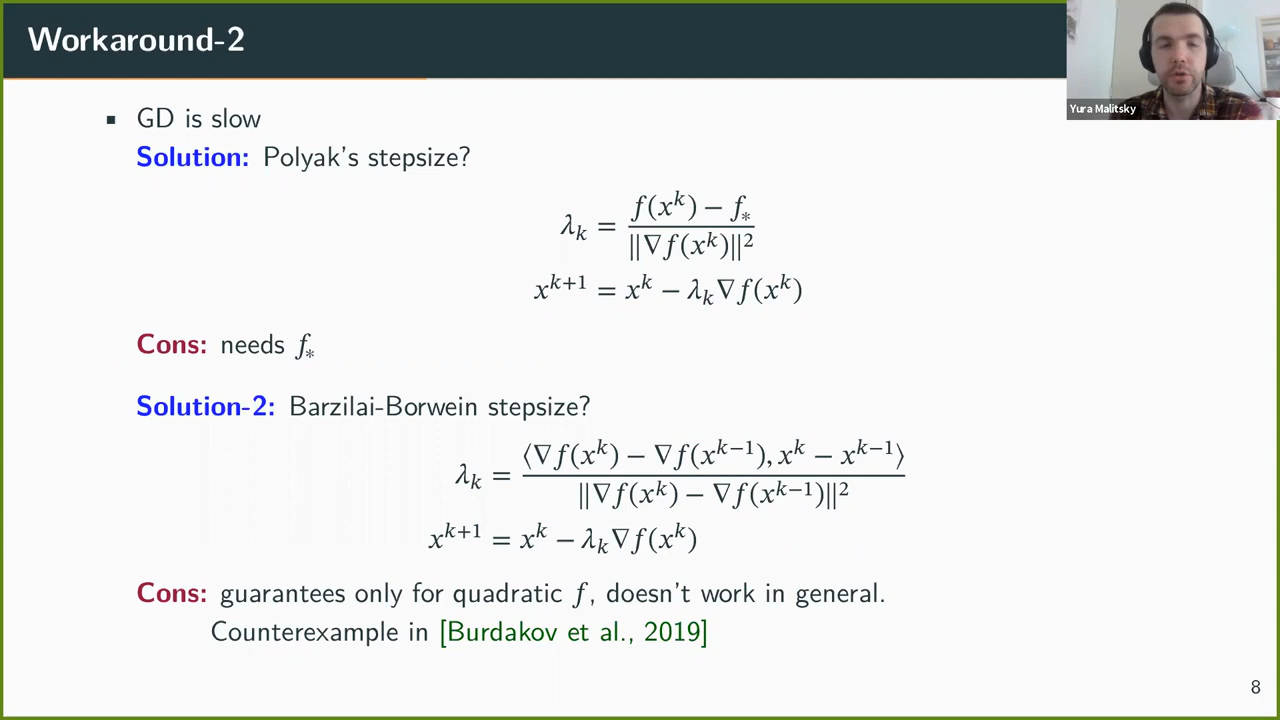 Workaround-2
Yura Malitsky
▪ GD is slow
Solution: Polyak's stepsize?
λ_k = (f(x^k) − f_*) / ‖∇f(x^k)‖²
x^{k+1} = x^k − λ_k∇f(x^k)
Cons: needs f_*
Solution-2: Barzilai-Borwein stepsize?
λ_k = ⟨∇f(x^k) − ∇f(x^{k−1}), x^k − x^{k−1}⟩ / ‖∇f(x^k) − ∇f(x^{k−1})‖²
x^{k+1} = x^k − λ_k∇f(x^k)
Cons: guarantees only for quadratic f, doesn't work in general.
Counterexample in [Burdakov et al., 2019]
8